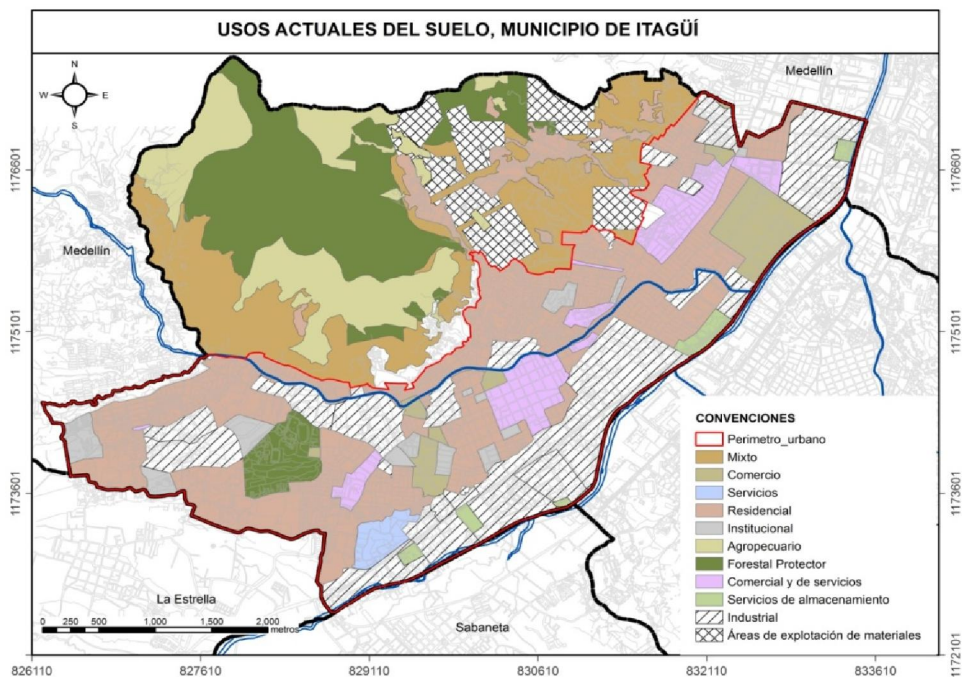 USOS ACTUALES DEL SUELO, MUNICIPIO DE ITAGÜÍ
N
W E
S
Medellín
1176601
1176601
Medellín
1175101
1175101
CONVENCIONES
Perimetro_urbano
Mixto
Comercio
Servicios
Residencial
Institucional
Agropecuario
Forestal Protector
Comercial y de servicios
Servicios de almacenamiento
Industrial
Áreas de explotación de materiales
1173601
1173601
La Estrella
0 250 500 1,000 1,500 2,000
metros
Sabaneta
1172101
826110 827610 829110 830610 832110 833610